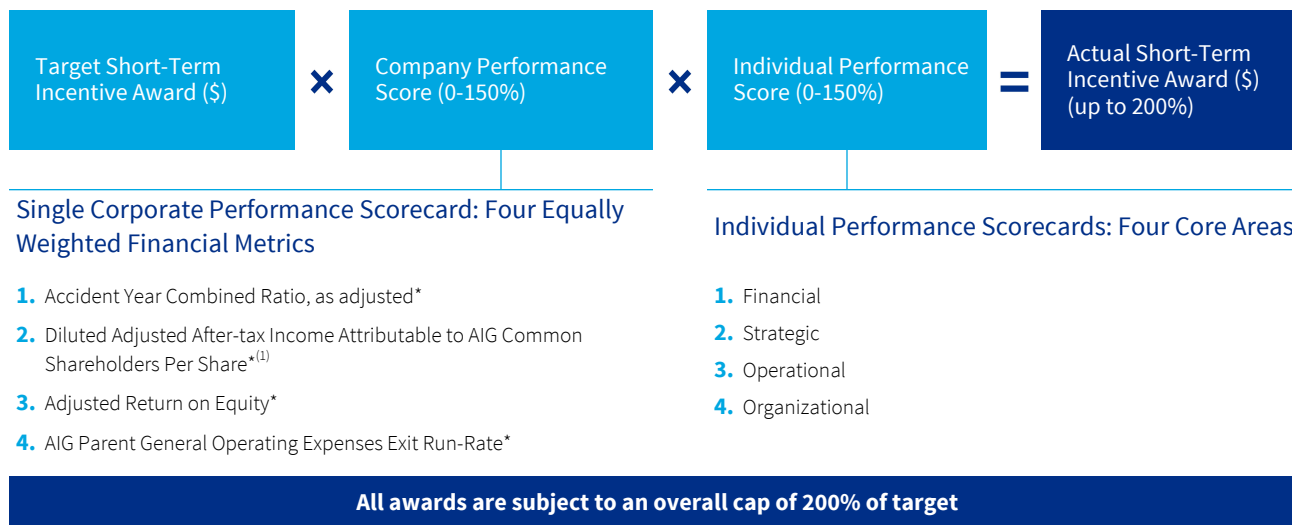 Target Short-Term
Incentive Award ($)
×
Company Performance
Score (0-150%)
×
Individual Performance
Score (0-150%)
=
Actual Short-Term
Incentive Award ($)
(up to 200%)
Single Corporate Performance Scorecard: Four Equally
Weighted Financial Metrics
1. Accident Year Combined Ratio, as adjusted*
2. Diluted Adjusted After-tax Income Attributable to AIG Common
Shareholders Per Share*(1)
3. Adjusted Return on Equity*
4. AIG Parent General Operating Expenses Exit Run-Rate*
Individual Performance Scorecards: Four Core Areas
1. Financial
2. Strategic
3. Operational
4. Organizational
All awards are subject to an overall cap of 200% of target